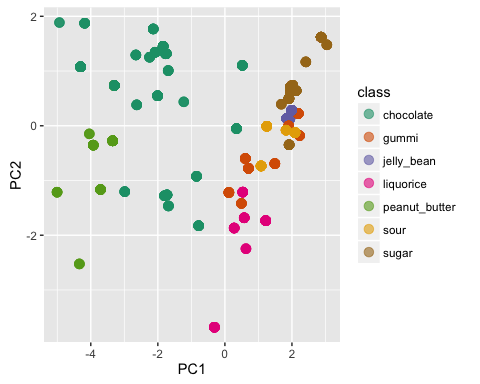 2
0
-2
PC2
-4
-2
0
2
PC1
class
chocolate
gummi
jelly_bean
liquorice
peanut_butter
sour
sugar